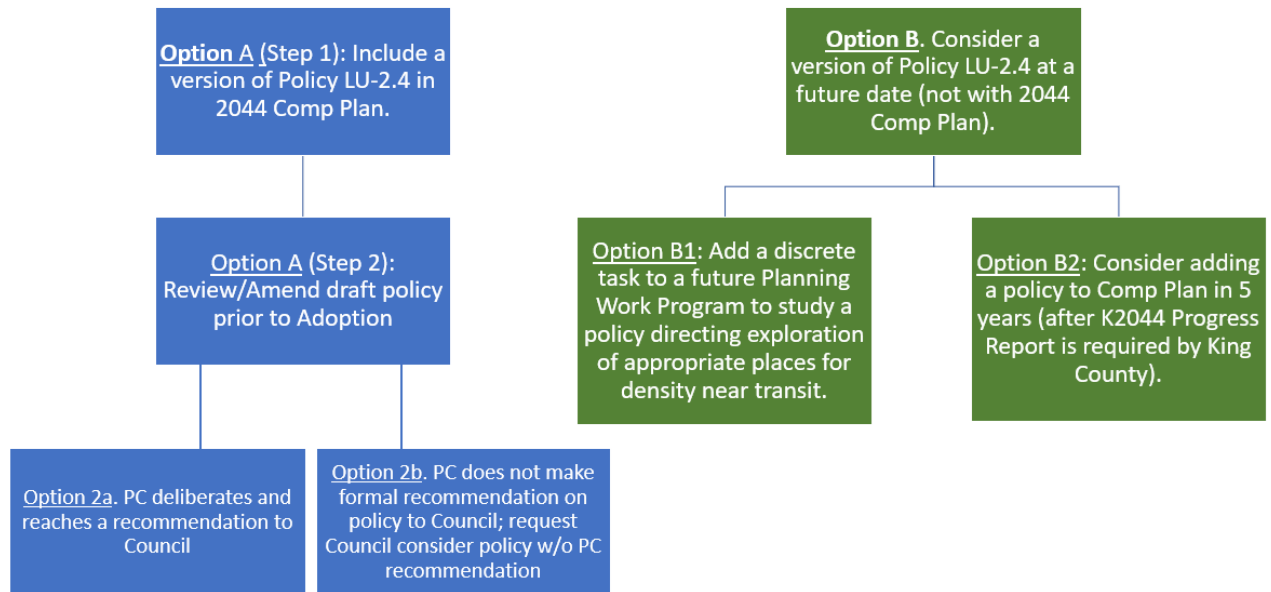 Option A (Step 1): Include a
version of Policy LU-2.4 in
2044 Comp Plan.
Option B. Consider a
version of Policy LU-2.4 at a
future date (not with 2044
Comp Plan).
Option A (Step 2):
Review/Amend draft policy
prior to Adoption
Option B1: Add a discrete
task to a future Planning
Work Program to study a
policy directing exploration
of appropriate places for
density near transit.
Option B2: Consider adding
a policy to Comp Plan in 5
years (after K2044 Progress
Report is required by King
County).
Option 2a. PC deliberates and
reaches a recommendation to
Council
Option 2b. PC does not make
formal recommendation on
policy to Council; request
Council consider policy w/o PC
recommendation